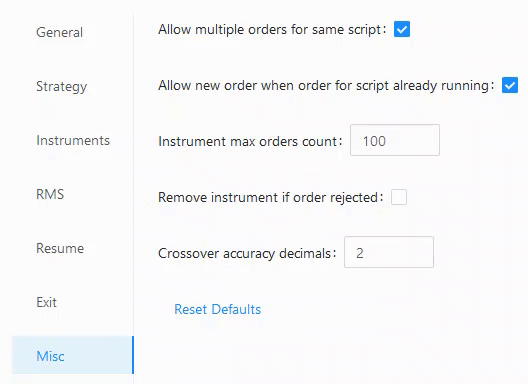 General
Strategy
Instruments
RMS
Resume
Exit
Misc
Allow multiple orders for same script:
Allow new order when order for script already running:
Instrument max orders count: 100
Remove instrument if order rejected:
Crossover accuracy decimals: 2
Reset Defaults